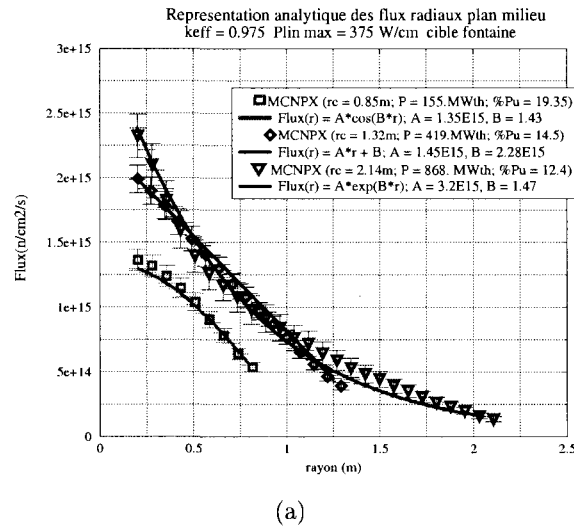 Representation analytique des flux radiaux plan milieu
keff = 0.975 Plin max = 375 W/cm cible fontaine
3e+15
2.5e+15
2e+15
1.5e+15
1e+15
5e+14
0
Flux(n/cm2/s)
MCNPX (rc = 0.85m; P = 155.MWth; %Pu = 19.35)
Flux(r) = A*cos(B*r); A = 1.35E15, B = 1.43
MCNPX (rc = 1.32m; P = 419.MWth; %Pu = 14.5)
Flux(r) = A*r + B; A = 1.45E15, B = 2.28E15
MCNPX (rc = 2.14m; P = 868. MWth; %Pu = 12.4)
Flux(r) = A*exp(B*r); A = 3.2E15, B = 1.47
0 0.5 1 1.5 2 2.5
rayon (m)
(a)